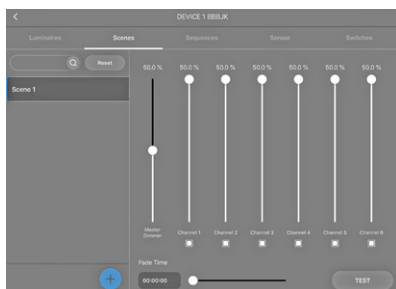 DEVICE 1 BBBJK
Luminaires Scenes Sequences Sensor Switches
Reset
50.0 % 50.0 % 50.0 % 50.0 % 50.0 % 50.0 % 50.0 %
Scene 1
Master Dimmer Channel 1 Channel 2 Channel 3 Channel 4 Channel 5 Channel 6
Fade Time
00:00:00 TEST